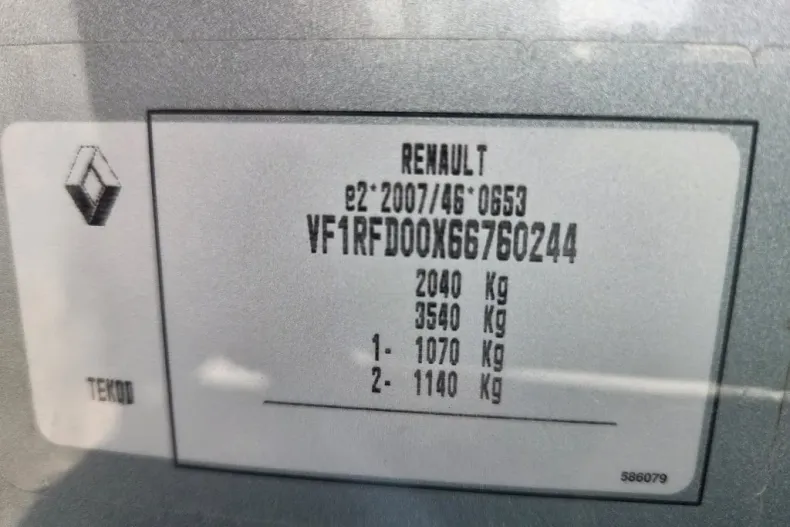 RENAULT
e2*2007/46*0653
VF1RFD00X66760244
2040 Kg
3540 Kg
1- 1070 Kg
2- 1140 Kg
TEKOD
586079